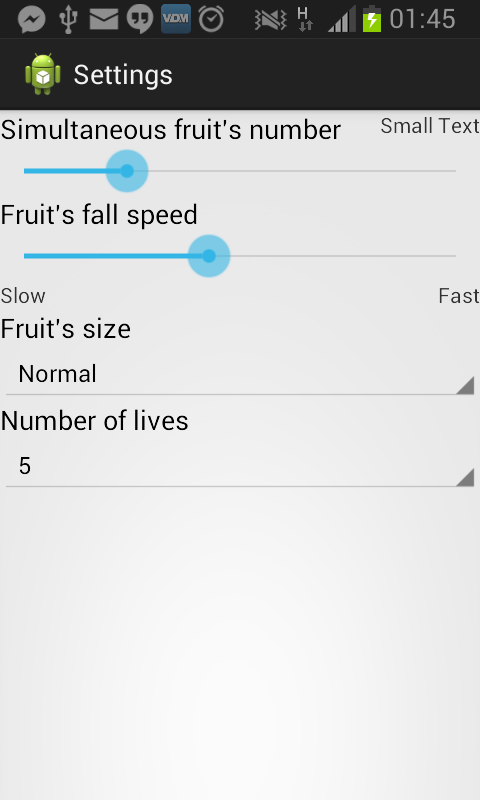 VDM H 01:45
Settings
Simultaneous fruit's number Small Text
Fruit's fall speed
Slow Fast
Fruit's size
Normal
Number of lives
5